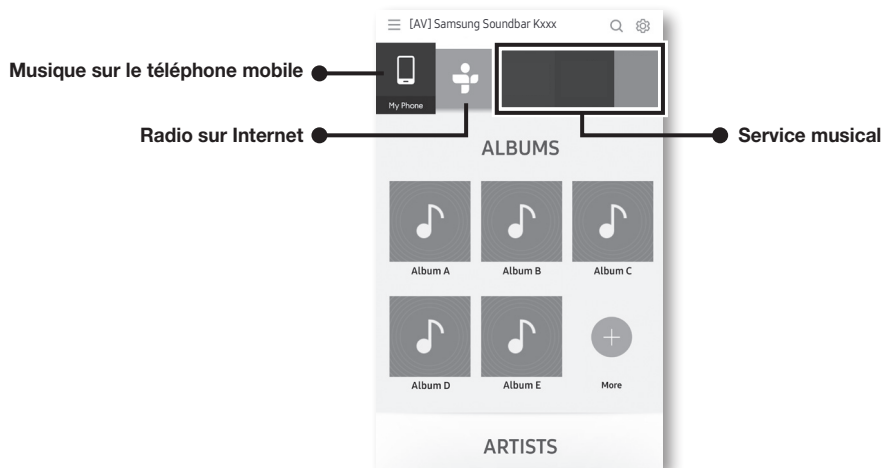 [AV] Samsung Soundbar Kxxx
Musique sur le téléphone mobile
My Phone
Radio sur Internet
Service musical
ALBUMS
Album A
Album B
Album C
Album D
Album E
More
ARTISTS